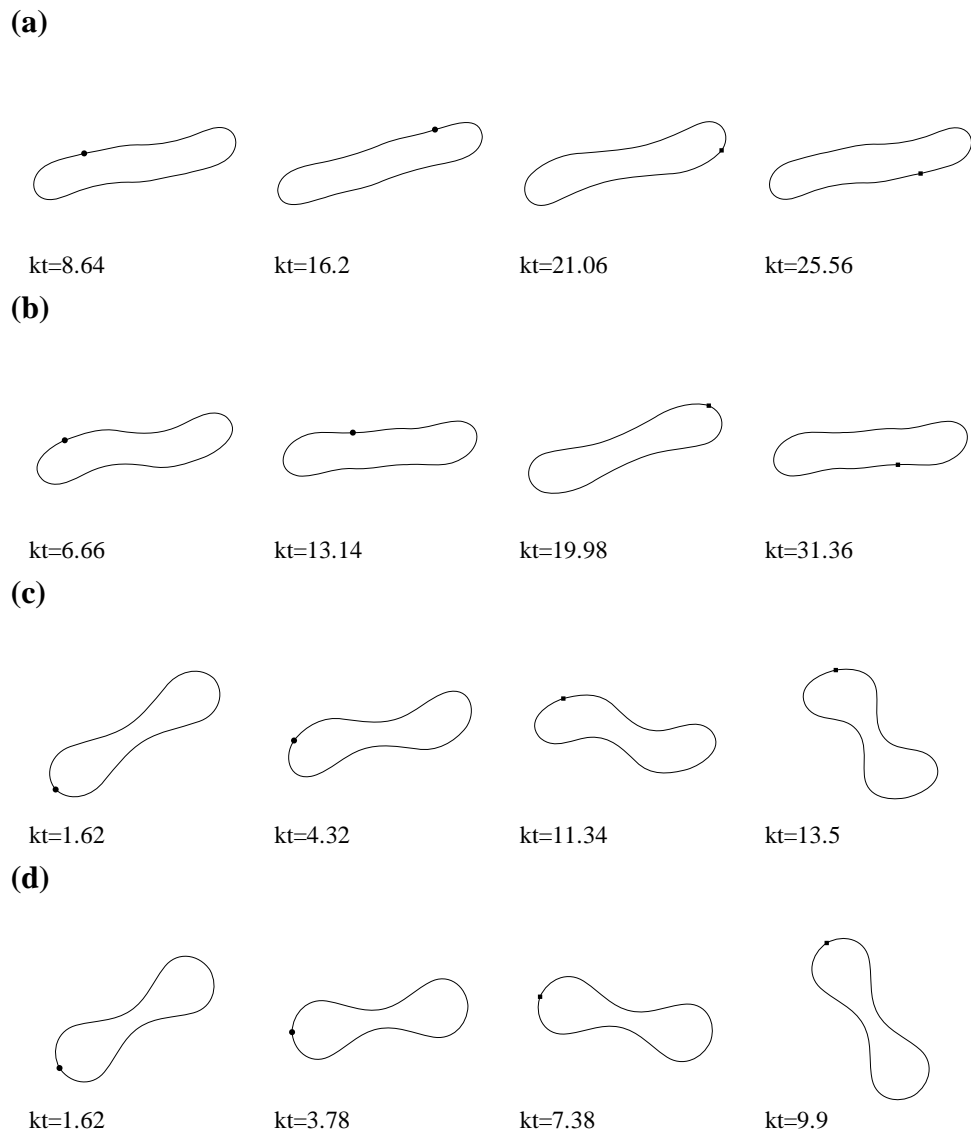 (a)
kt=8.64 kt=16.2 kt=21.06 kt=25.56
(b)
kt=6.66 kt=13.14 kt=19.98 kt=31.36
(c)
kt=1.62 kt=4.32 kt=11.34 kt=13.5
(d)
kt=1.62 kt=3.78 kt=7.38 kt=9.9